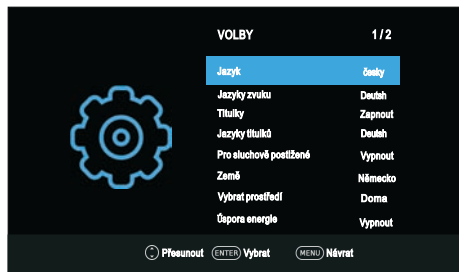 VOLBY 1/2
Jazyk česky
Jazyky zvuku Deutsh
Titulky Zapnout
Jazyky titulků Deutsh
Pro sluchově postižené Vypnout
Země Německo
Vybrat prostředí Doma
Úspora energie Vypnout
Přesunout ENTER Vybrat MENU Návrat